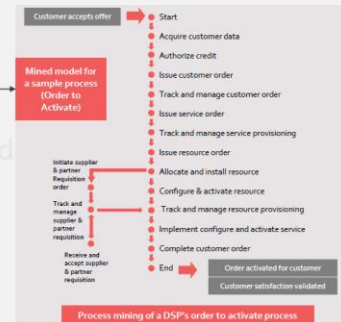 Customer accepts offer
Start
Acquire customer data
Authorize credit
Mined model for
a sample process
(Order to
Activate)
Issue customer order
Track and manage customer order
Issue service order
Track and manage service provisioning
Issue resource order
Initiate supplier
& partner
Requisition
order
Allocate and install resource
Configure & activate resource
Track and
manage
supplier &
partner
requisition
Track and manage resource provisioning
Implement configure and activate service
Complete customer order
Receive and
accept supplier
& partner
requisition
End
Order activated for customer
Customer satisfaction validated
Process mining of a DSP's order to activate process